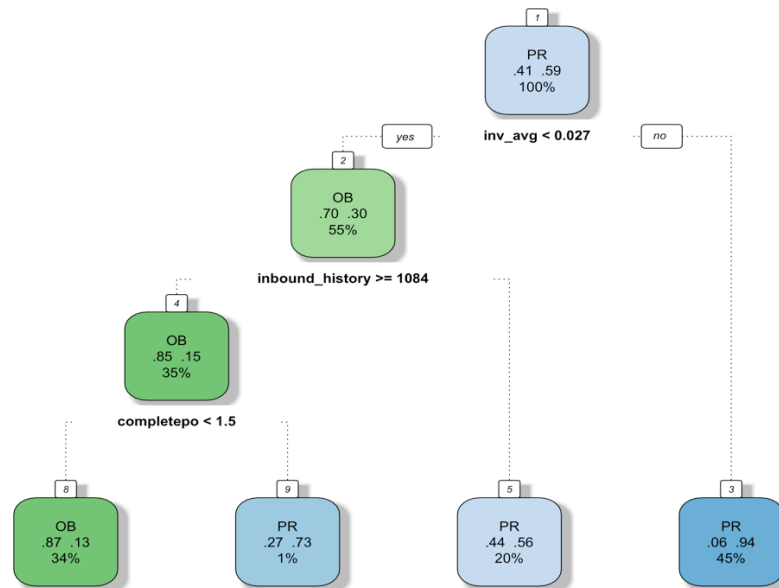 1
PR
.41 .59
100%
yes
inv_avg < 0.027
no
2
OB
.70 .30
55%
inbound_history >= 1084
4
OB
.85 .15
35%
completepo < 1.5
8
OB
.87 .13
34%
9
PR
.27 .73
1%
5
PR
.44 .56
20%
3
PR
.06 .94
45%